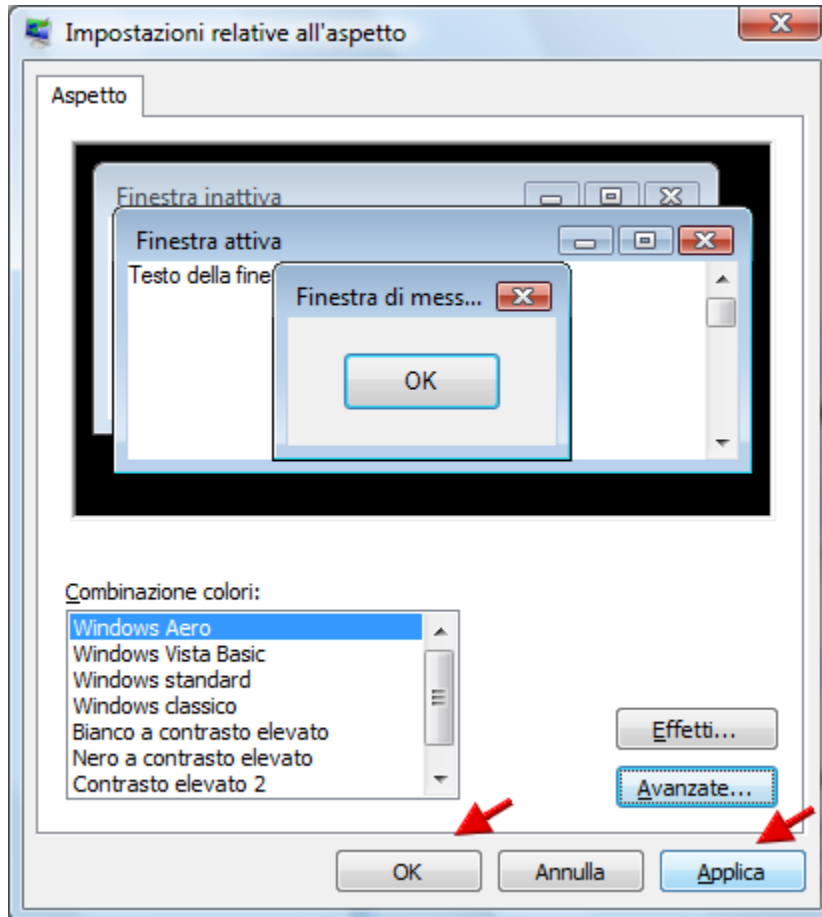 Impostazioni relative all'aspetto
Aspetto
Finestra inattiva
Finestra attiva
Testo della fine
Finestra di mess...
OK
Combinazione colori:
Windows Aero
Windows Vista Basic
Windows standard
Windows classico
Bianco a contrasto elevato
Nero a contrasto elevato
Contrasto elevato 2
Effetti...
Avanzate...
OK Annulla Applica